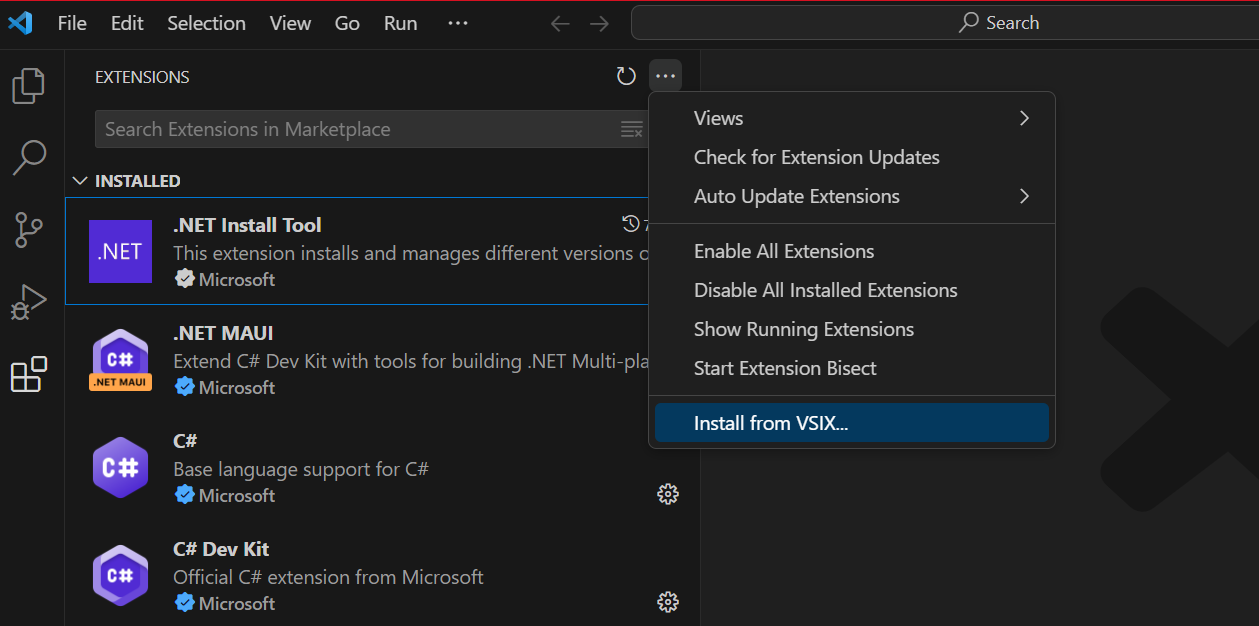 File Edit Selection View Go Run ... Search
EXTENSIONS
Search Extensions in Marketplace
INSTALLED
.NET
.NET Install Tool
This extension installs and manages different versions
Microsoft
C#
.NET MAUI
.NET MAUI
Extend C# Dev Kit with tools for building .NET Multi-pla
Microsoft
C#
C#
Base language support for C#
Microsoft
C#
C# Dev Kit
Official C# extension from Microsoft
Microsoft
Views
Check for Extension Updates
Auto Update Extensions
Enable All Extensions
Disable All Installed Extensions
Show Running Extensions
Start Extension Bisect
Install from VSIX...